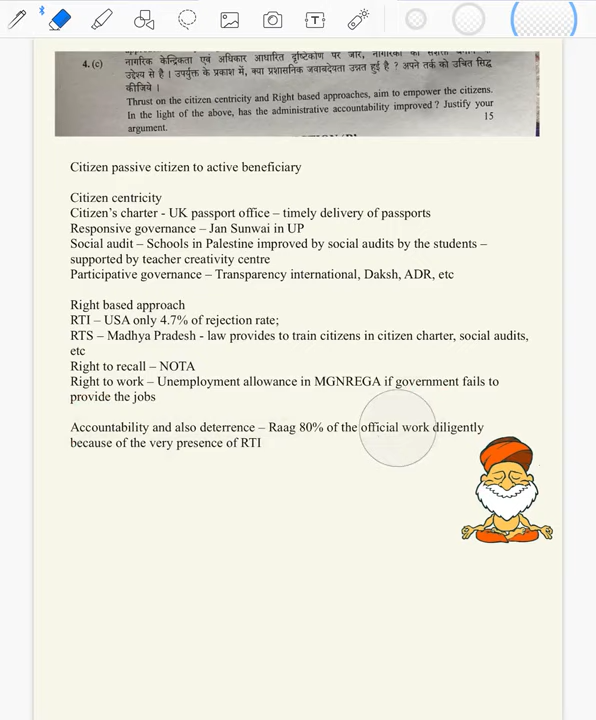 4. (c)
नागरिक केन्द्रिकता एवं अधिकार आधारित दृष्टिकोण पर जोर, नागरिकों को सशक्त
उद्देश्य से है । उपर्युक्त के प्रकाश में, क्या प्रशासनिक जवाबदेयता उन्नत हुई है ? अपने तर्क को उचित सिद्ध
कीजिये ।
Thrust on the citizen centricity and Right based approaches, aim to empower the citizens.
In the light of the above, has the administrative accountability improved ? Justify your
argument. 15
Citizen passive citizen to active beneficiary
Citizen centricity
Citizen’s charter - UK passport office – timely delivery of passports
Responsive governance – Jan Sunwai in UP
Social audit – Schools in Palestine improved by social audits by the students –
supported by teacher creativity centre
Participative governance – Transparency international, Daksh, ADR, etc
Right based approach
RTI – USA only 4.7% of rejection rate;
RTS – Madhya Pradesh - law provides to train citizens in citizen charter, social audits,
etc
Right to recall – NOTA
Right to work – Unemployment allowance in MGNREGA if government fails to
provide the jobs
Accountability and also deterrence – Raag 80% of the official work diligently
because of the very presence of RTI